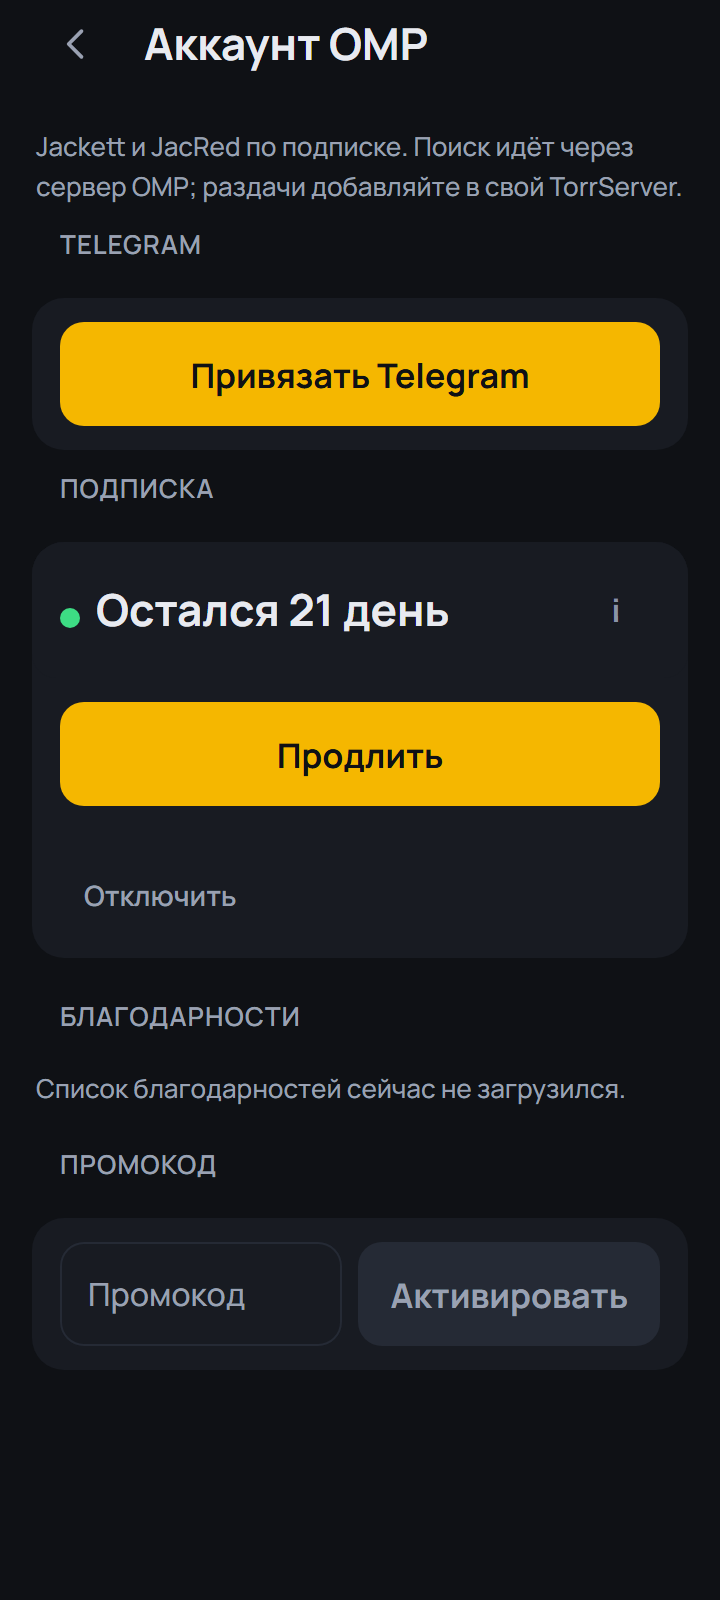 Аккаунт OMP
Jackett и JacRed по подписке. Поиск идёт через
сервер OMP; раздачи добавляйте в свой TorrServer.
TELEGRAM
Привязать Telegram
ПОДПИСКА
Остался 21 день
i
Продлить
Отключить
БЛАГОДАРНОСТИ
Список благодарностей сейчас не загрузился.
ПРОМОКОД
Промокод
Активировать